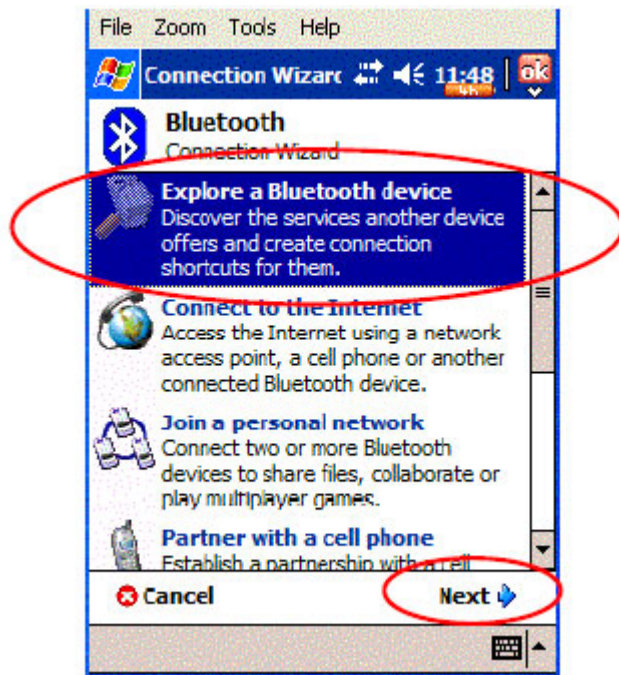 File Zoom Tools Help
Connection Wizarc 11:48 ok
Bluetooth
Connection Wizard
Explore a Bluetooth device
Discover the services another device
offers and create connection
shortcuts for them.
Connect to the Internet
Access the Internet using a network
access point, a cell phone or another
connected Bluetooth device.
Join a personal network
Connect two or more Bluetooth
devices to share files, collaborate or
play multiplayer games.
Partner with a cell phone
Establish a partnership with a cell
Cancel Next